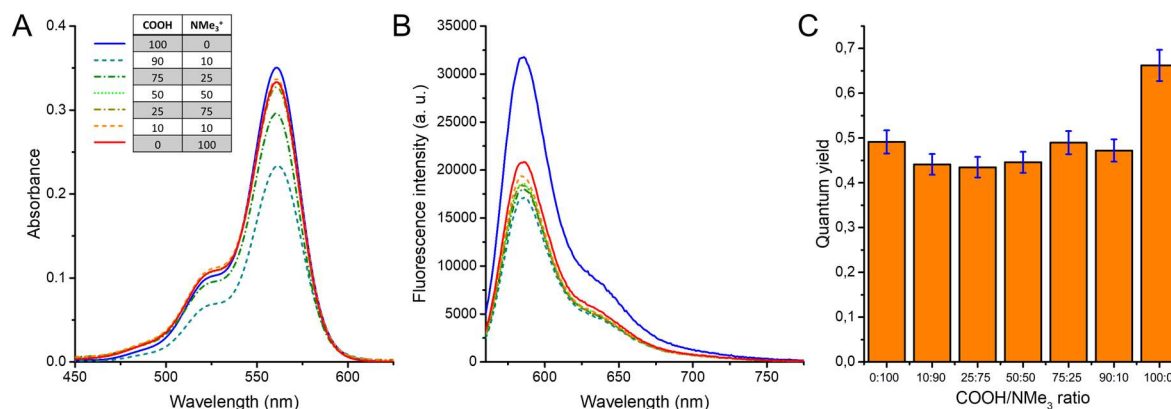 A
COOH NMe₃⁺
100 0
90 10
75 25
50 50
25 75
10 10
0 100
0.4
0.3
0.2
0.1
0.0
Absorbance
450 500 550 600
Wavelength (nm)
B
35000
30000
25000
20000
15000
10000
5000
0
Fluorescence intensity (a. u.)
600 650 700 750
Wavelength (nm)
C
0,7
0,6
0,5
0,4
0,3
0,2
0,1
0,0
Quantum yield
0:100 10:90 25/75 50:50 75:25 90:10 100:0
COOH/NMe₃ ratio